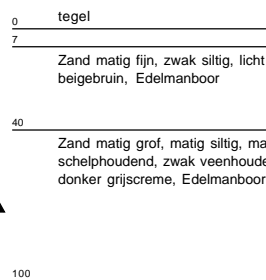 0 tegel
7
Zand matig fijn, zwak siltig, licht
beigebruin, Edelmanboor
40
Zand matig grof, matig siltig,
schelphoudend, zwak
donker grijscreme, Edelmanboor
100